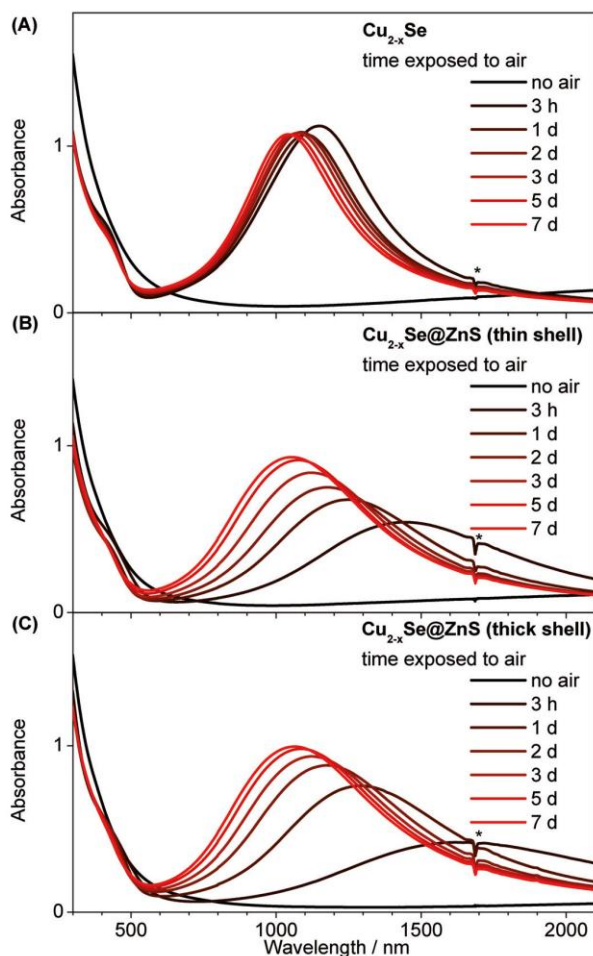 (A)
Cu2-xSe
time exposed to air
no air
3 h
1 d
2 d
3 d
5 d
7 d
*
1
0
Absorbance
(B)
Cu2-xSe@ZnS (thin shell)
time exposed to air
no air
3 h
1 d
2 d
3 d
5 d
7 d
*
1
0
Absorbance
(C)
Cu2-xSe@ZnS (thick shell)
time exposed to air
no air
3 h
1 d
2 d
3 d
5 d
7 d
*
1
0
Absorbance
500 1000 1500 2000
Wavelength / nm